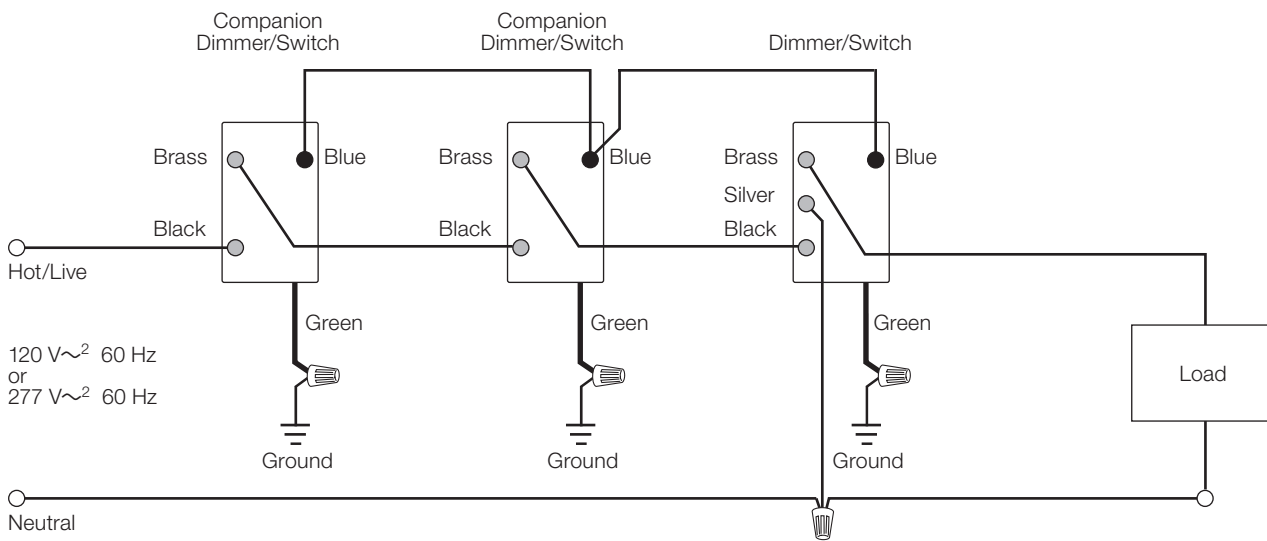 Companion
Dimmer/Switch
Companion
Dimmer/Switch
Dimmer/Switch
Brass
Blue
Brass
Blue
Brass
Blue
Silver
Black
Black
Black
Hot/Live
Green
Green
Green
120 V~² 60 Hz
or
277 V~² 60 Hz
Load
Ground
Ground
Ground
Neutral